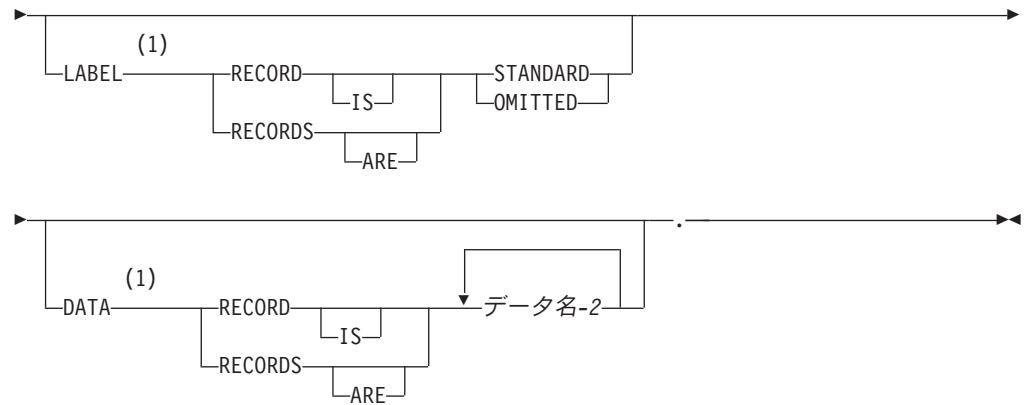 (1)
LABEL RECORD STANDARD
IS OMITTED
RECORDS
ARE
.
(1)
DATA RECORD データ名-2
IS
RECORDS
ARE